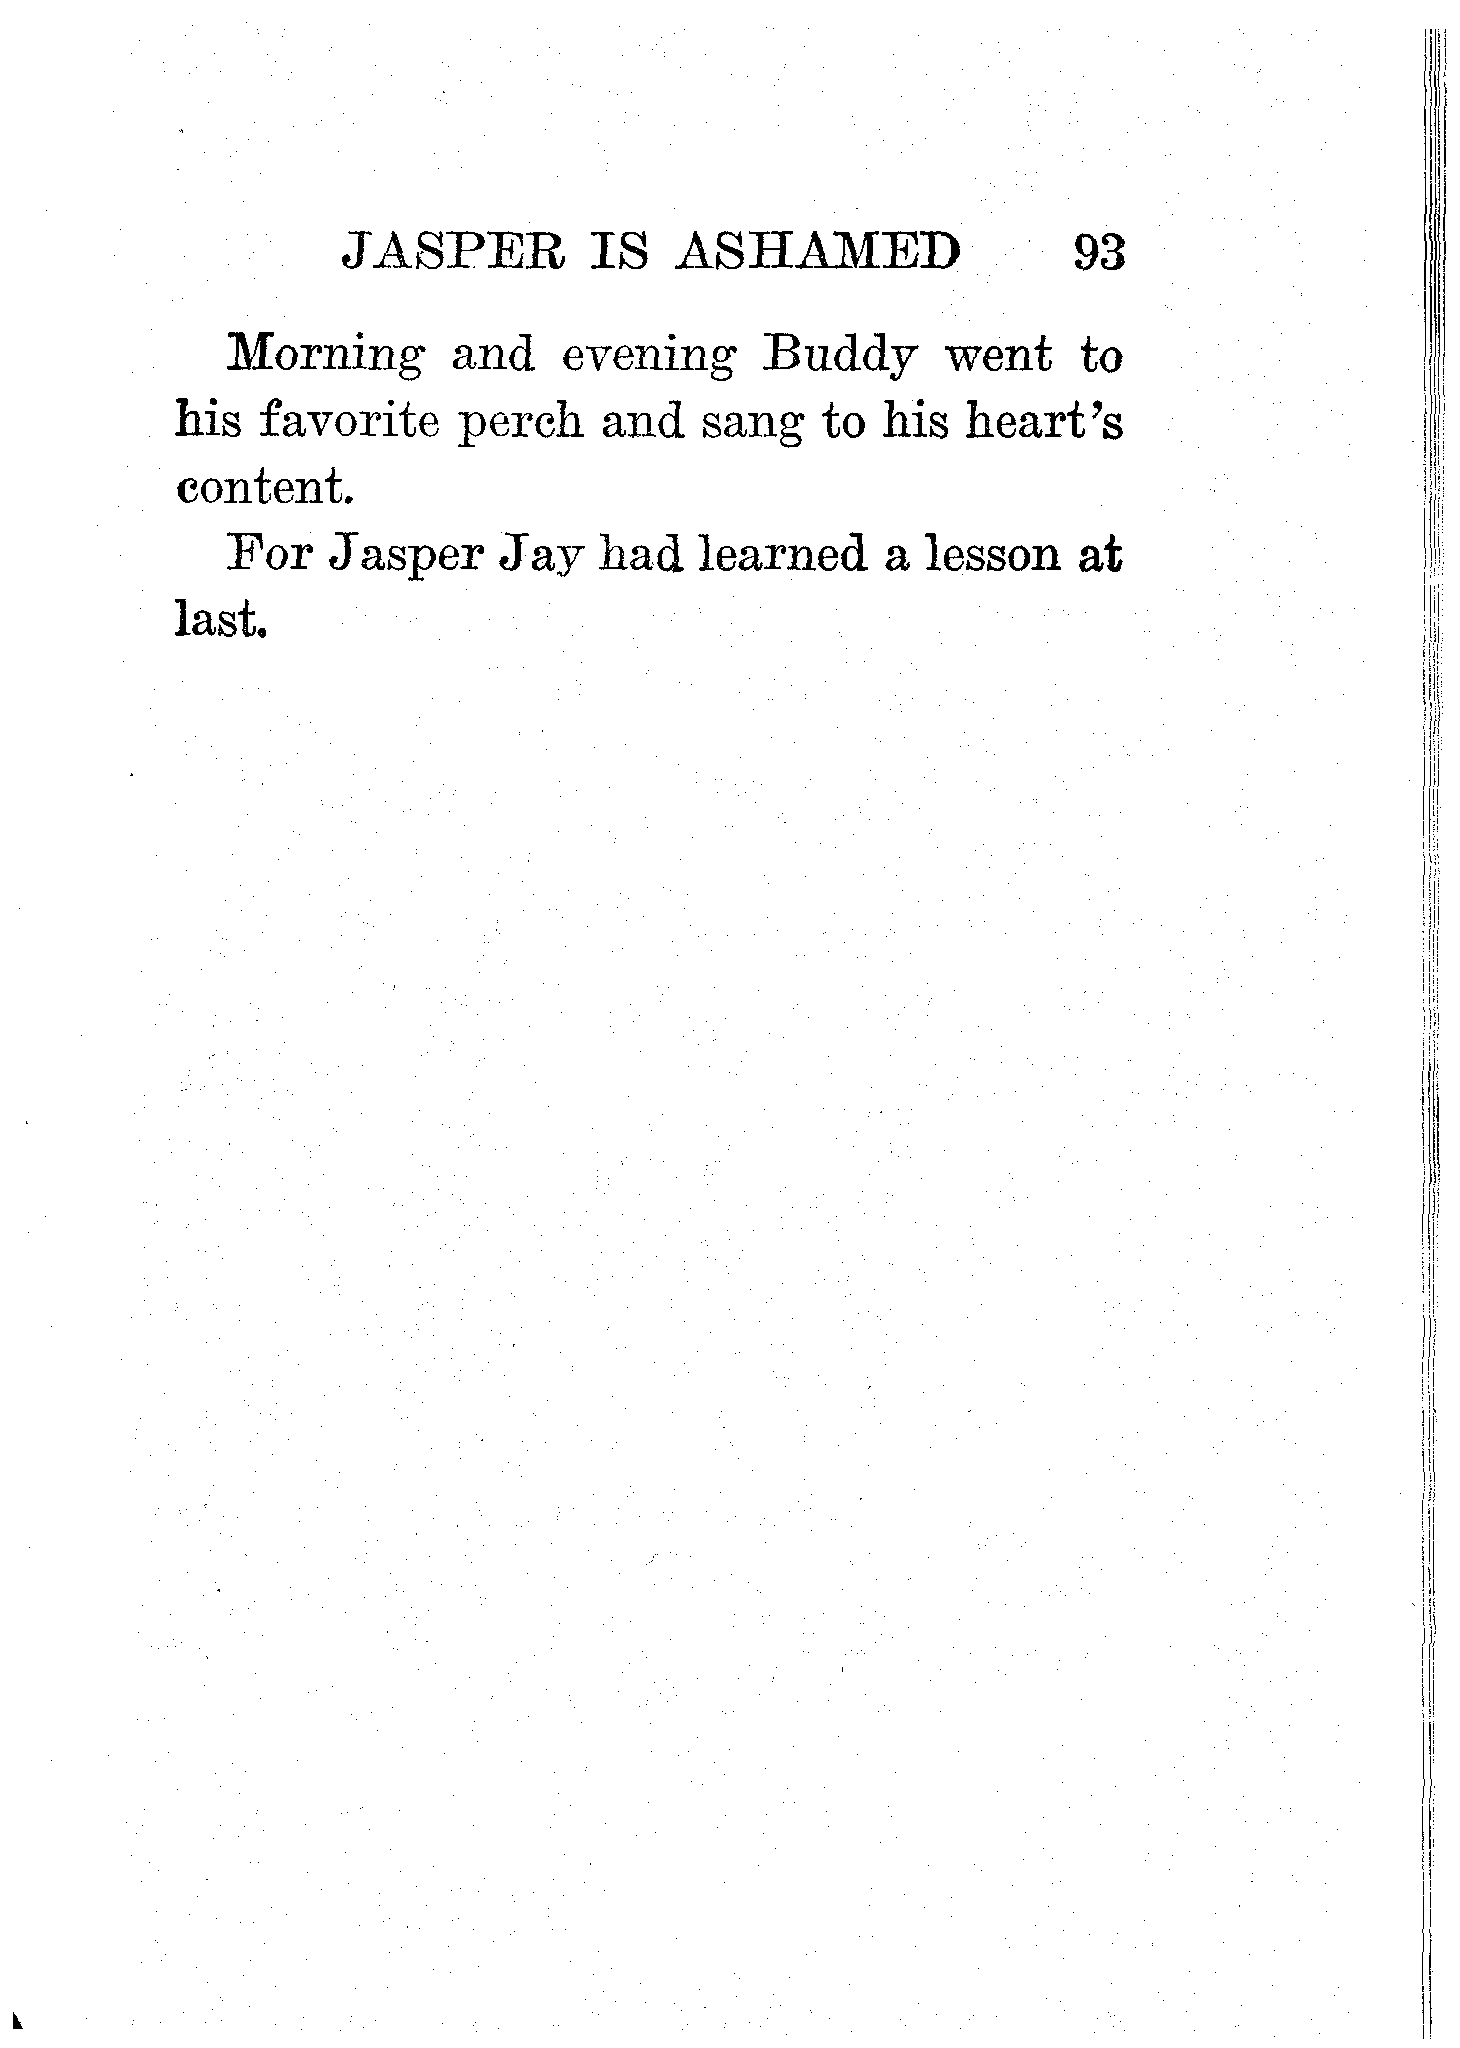 JASPER IS ASHAMED 93
Morning and evening Buddy went to
his favorite perch and sang to his heart's
content.
For Jasper Jay had learned a lesson at
last.